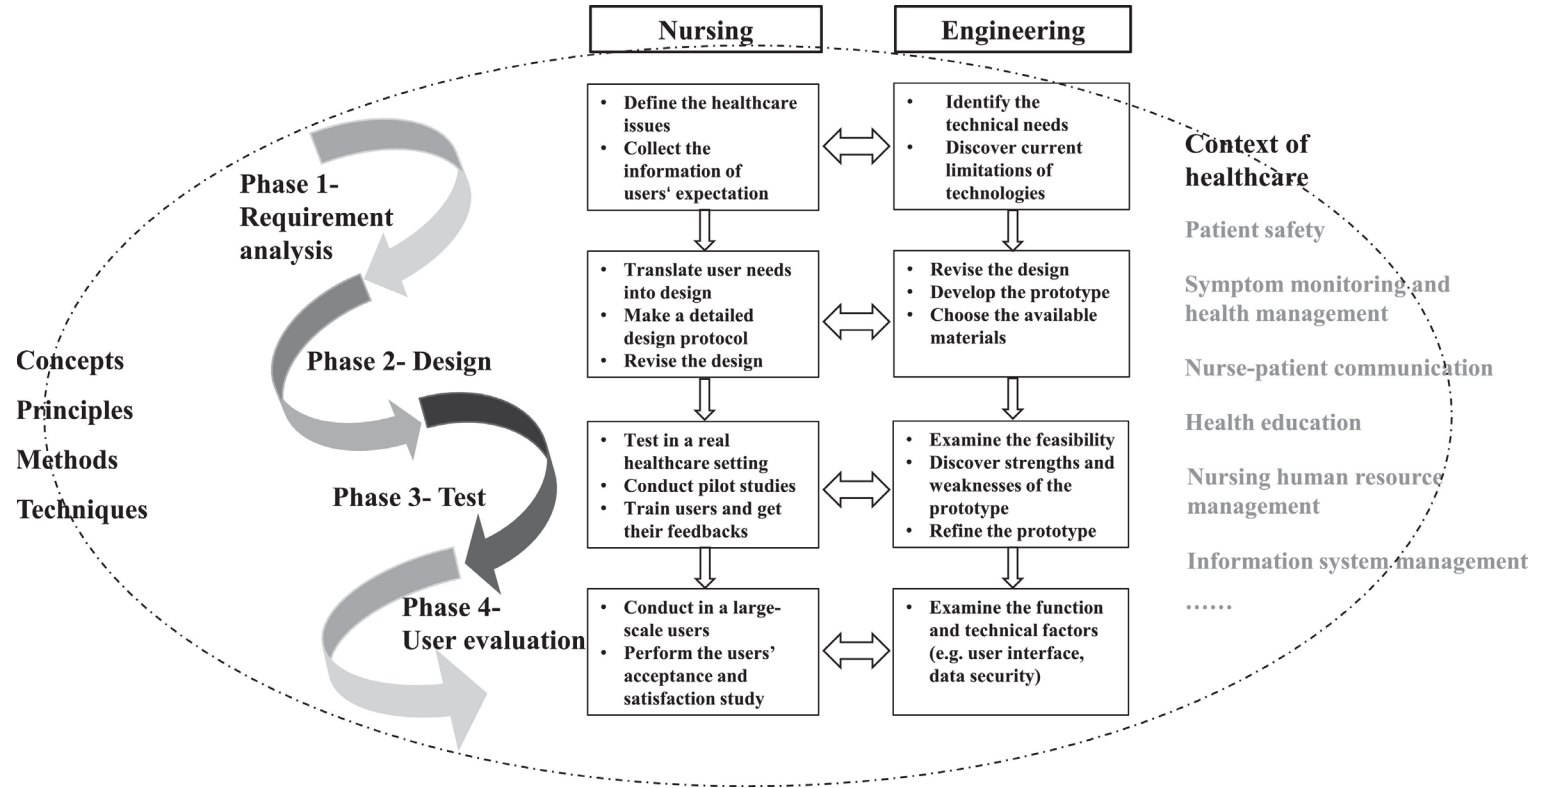 Nursing
Engineering
• Define the healthcare
issues
• Collect the
information of
users‘ expectation
• Identify the
technical needs
• Discover current
limitations of
technologies
Phase 1-
Requirement
analysis
• Translate user needs
into design
• Make a detailed
design protocol
• Revise the design
• Revise the design
• Develop the prototype
• Choose the available
materials
Phase 2- Design
• Test in a real
healthcare setting
• Conduct pilot studies
• Train users and get
their feedbacks
• Examine the feasibility
• Discover strengths and
weaknesses of the
prototype
• Refine the prototype
Phase 3- Test
Phase 4-
User evaluation
• Conduct in a large-
scale users
• Perform the users’
acceptance and
satisfaction study
• Examine the function
and technical factors
(e.g. user interface,
data security)
Concepts
Principles
Methods
Techniques
Context of
healthcare
Patient safety
Symptom monitoring and
health management
Nurse-patient communication
Health education
Nursing human resource
management
Information system management
……